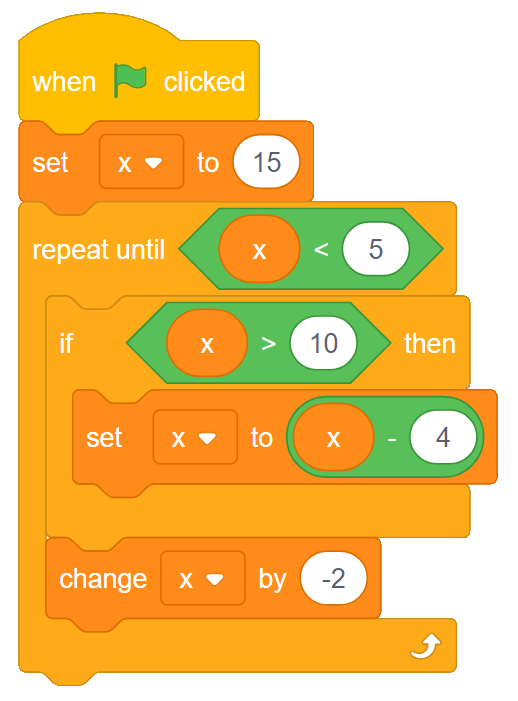 when clicked
set x to 15
repeat until x < 5
if x > 10 then
set x to x - 4
change x by -2